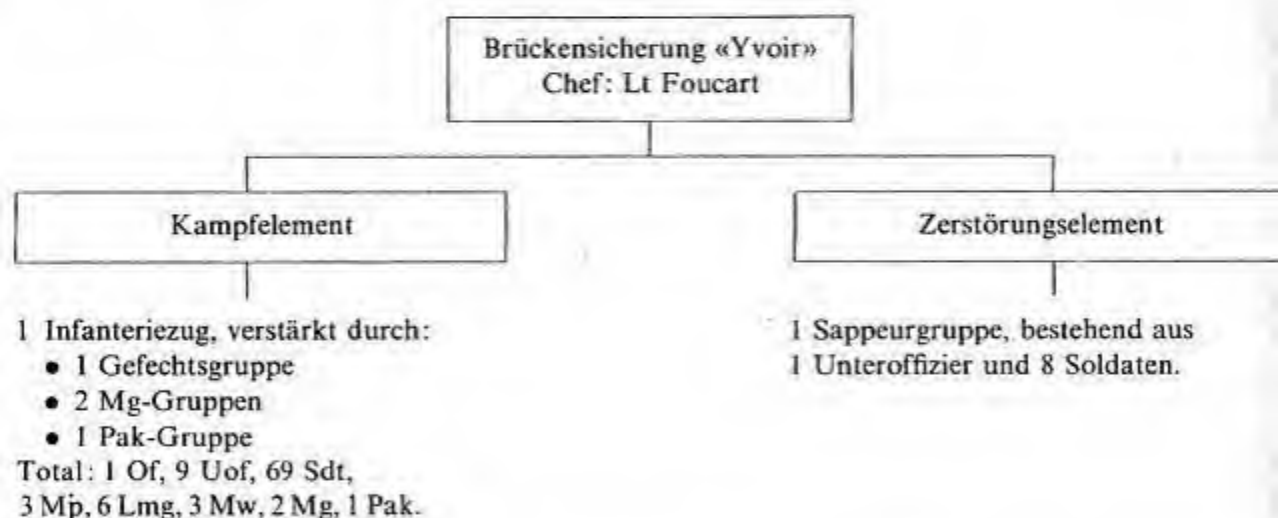 Brückensicherung «Yvoir»
Chef: Lt Foucart
Kampfelement
Zerstörungselement
1 Infanteriezug, verstärkt durch:
• 1 Gefechtsgruppe
• 2 Mg-Gruppen
• 1 Pak-Gruppe
Total: 1 Of, 9 Uof, 69 Sdt,
3 Mp, 6 Lmg, 3 Mw, 2 Mg, 1 Pak.
1 Sappeurgruppe, bestehend aus
1 Unteroffizier und 8 Soldaten.